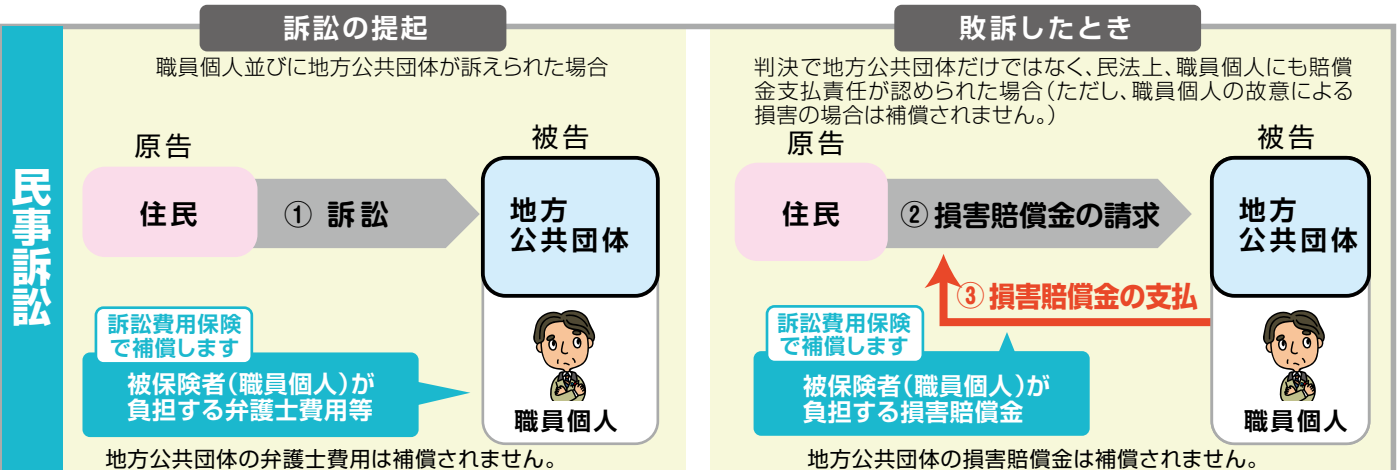 民事訴訟
訴訟の提起
職員個人並びに地方公共団体が訴えられた場合
原告
被告
住民
① 訴訟
地方
公共団体
訴訟費用保険
で補償します
被保険者(職員個人)が
負担する弁護士費用等
職員個人
地方公共団体の弁護士費用は補償されません。
敗訴したとき
判決で地方公共団体だけではなく、民法上、職員個人にも賠償
金支払責任が認められた場合(ただし、職員個人の故意による
損害の場合は補償されません。)
原告
被告
住民
② 損害賠償金の請求
地方
公共団体
③ 損害賠償金の支払
訴訟費用保険
で補償します
被保険者(職員個人)が
負担する損害賠償金
職員個人
地方公共団体の損害賠償金は補償されません。